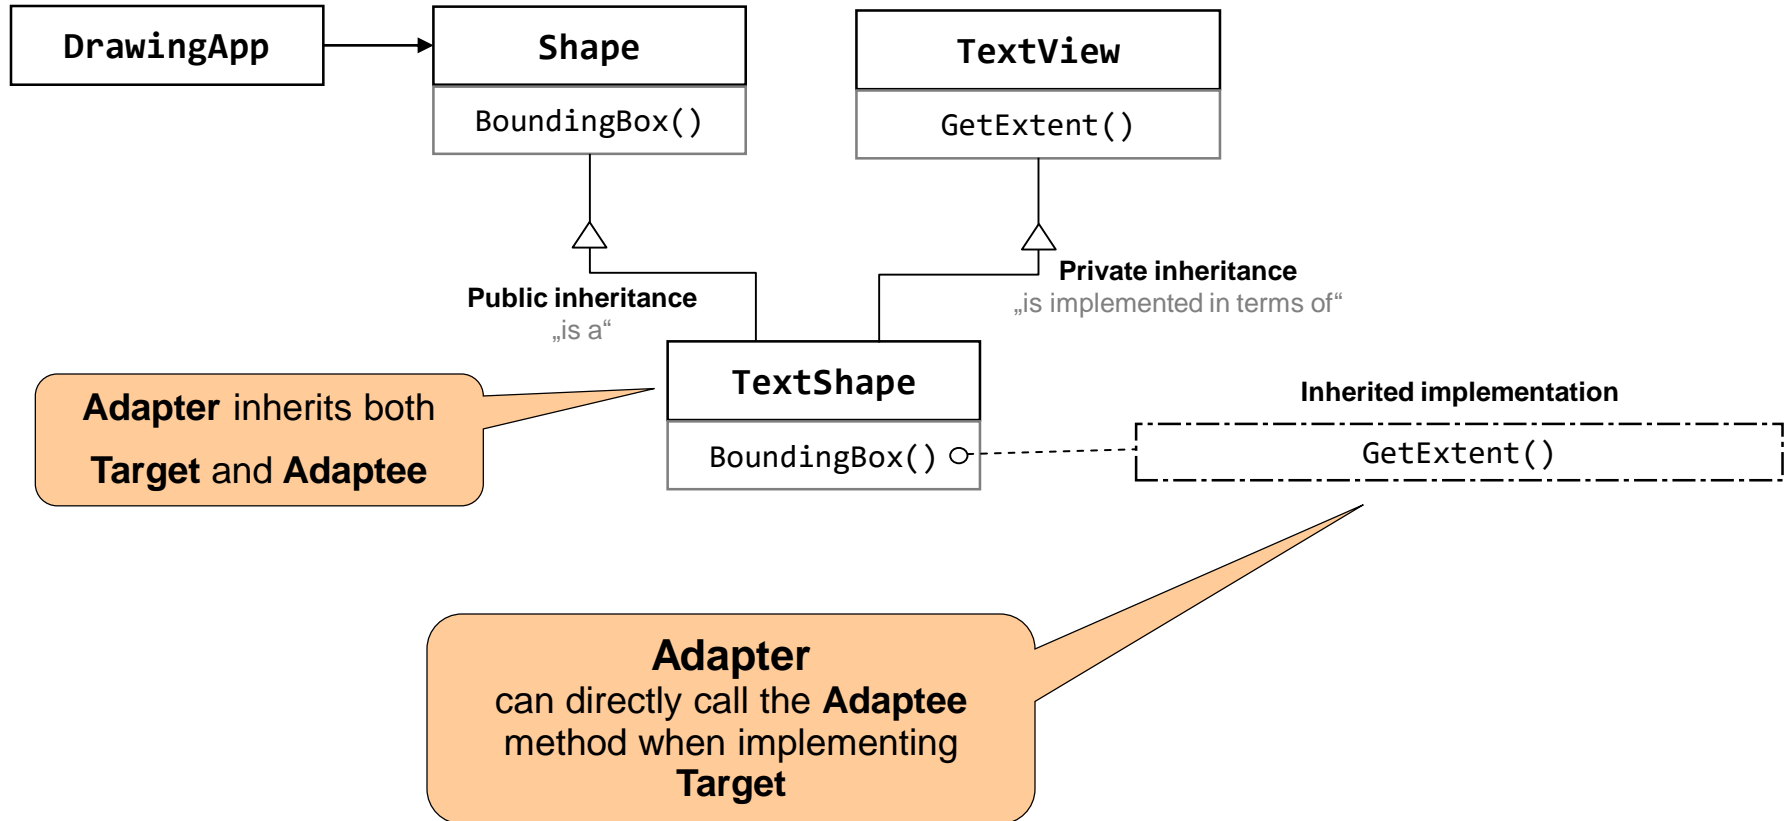 DrawingApp
Shape
TextView
BoundingBox()
GetExtent()
Public inheritance
„is a“
Private inheritance
„is implemented in terms of“
TextShape
BoundingBox()
Inherited implementation
GetExtent()
Adapter inherits both
Target and Adaptee
Adapter
can directly call the Adaptee
method when implementing
Target